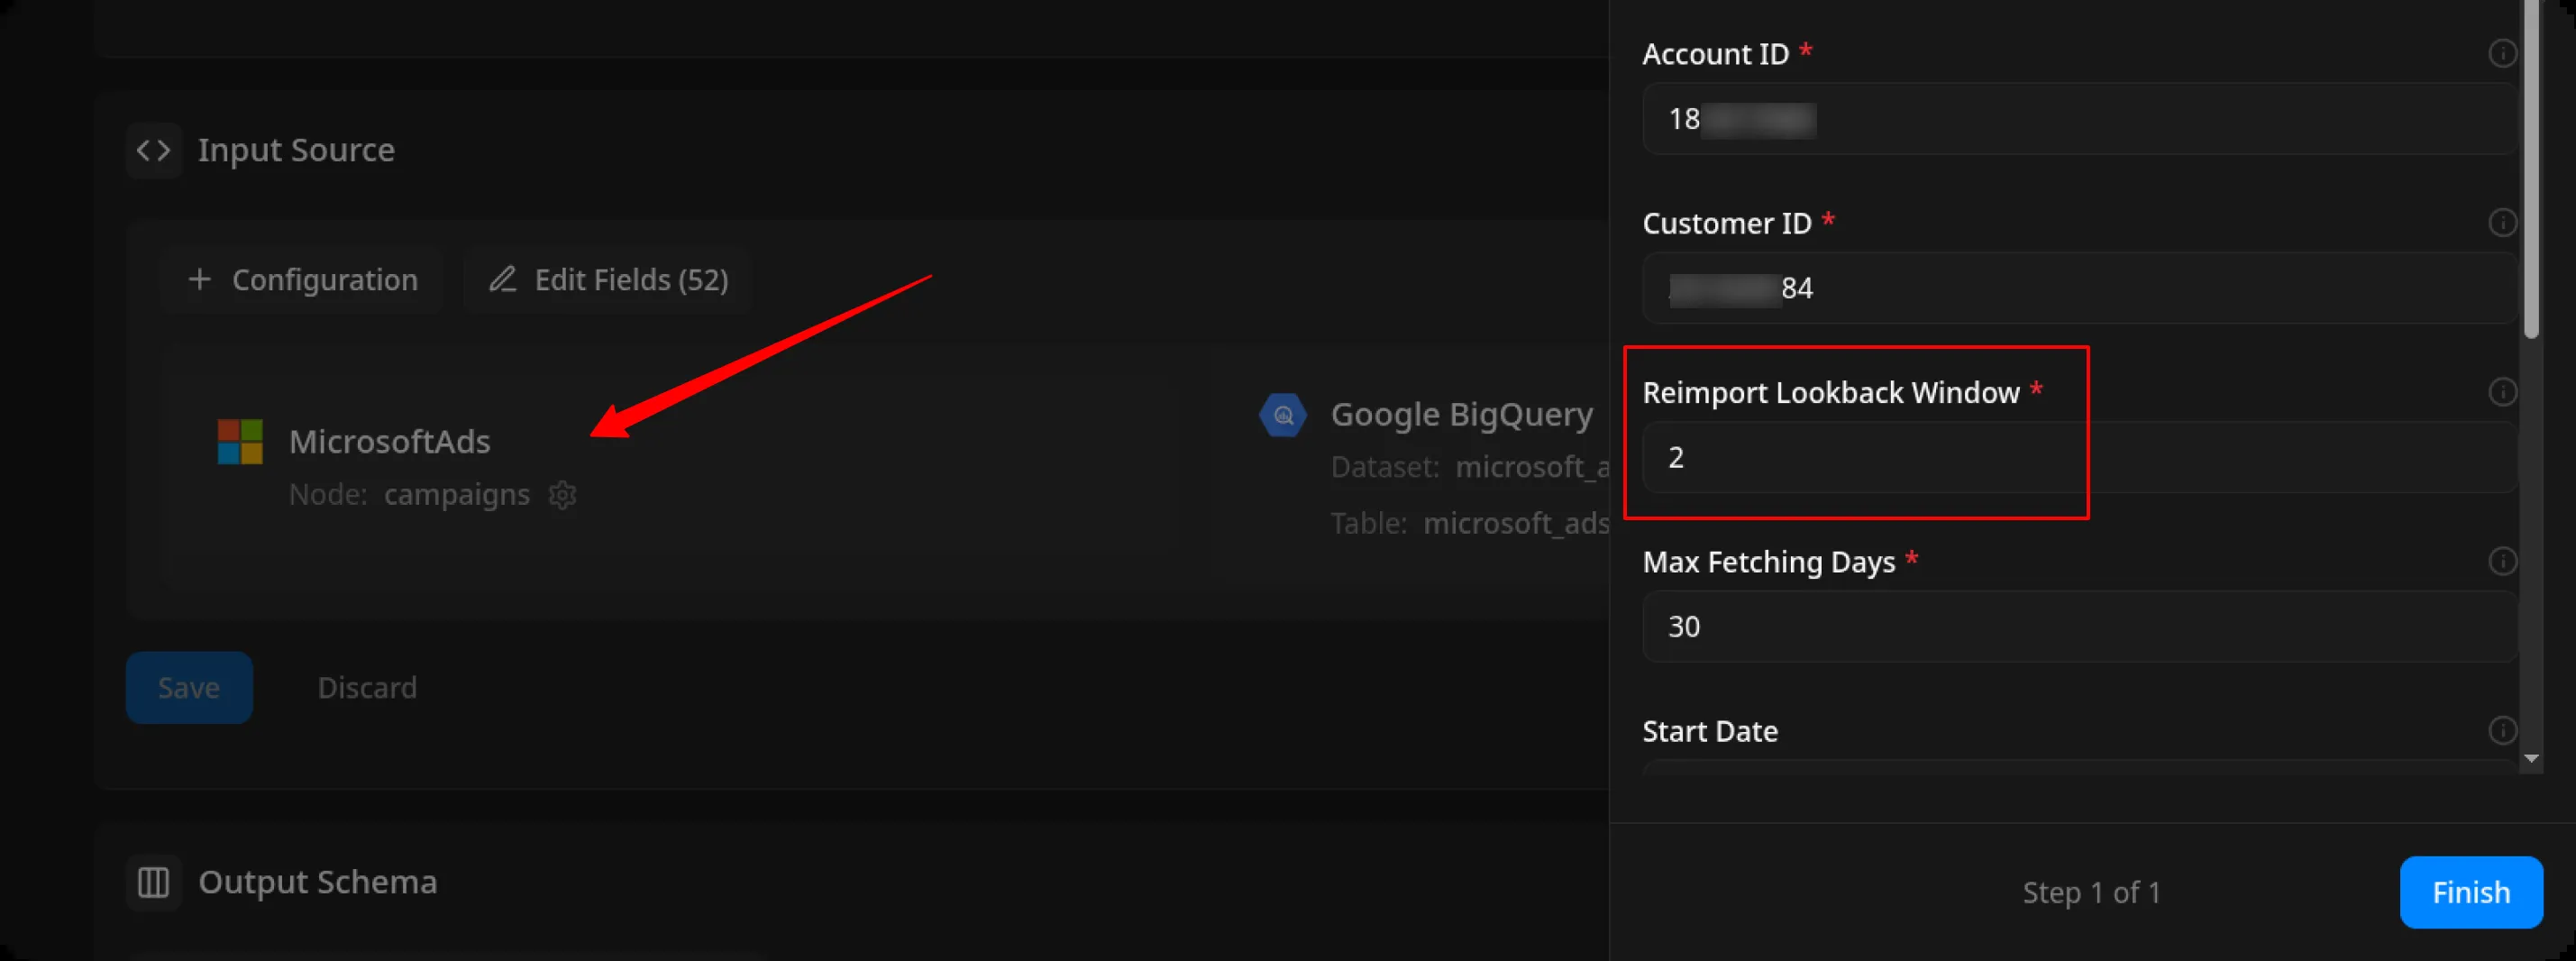 Input Source
Configuration
Edit Fields (52)
MicrosoftAds
Node: campaigns
Google BigQuery
Dataset: microsoft_a
Table: microsoft_ads
Save
Discard
Output Schema
Account ID *
18
Customer ID *
84
Reimport Lookback Window *
2
Max Fetching Days *
30
Start Date
Step 1 of 1
Finish